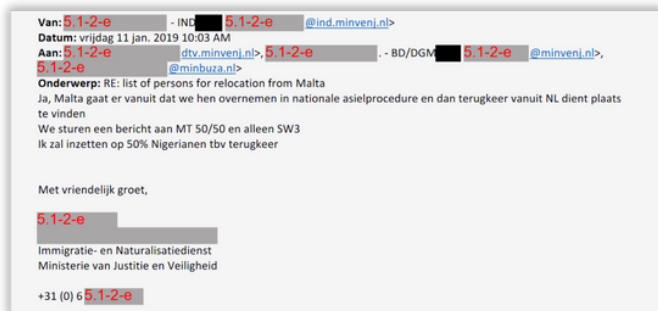 Van: 5.1-2-e - IND 5.1-2-e @ind.minvenj.nl>
Datum: vrijdag 11 jan. 2019 10:03 AM
Aan: 5.1-2-e dtv.minvenj.nl>, 5.1-2-e . - BD/DGM 5.1-2-e @minvenj.nl>,
5.1-2-e @minbuza.nl>
Onderwerp: RE: list of persons for relocation from Malta
Ja, Malta gaat er vanuit dat we hen overnemen in nationale asielprocedure en dan terugkeer vanuit NL dient plaats
te vinden
We sturen een bericht aan MT 50/50 en alleen SW3
Ik zal inzetten op 50% Nigerianen tbv terugkeer
Met vriendelijk groet,
5.1-2-e
Immigratie- en Naturalisatiedienst
Ministerie van Justitie en Veiligheid
+31 (0) 6 5.1-2-e